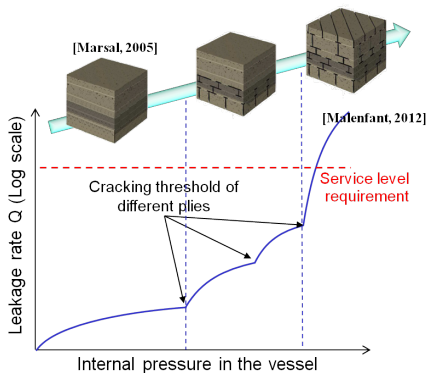 [Marsal, 2005]
[Malenfant, 2012]
Leakage rate Q (Log scale)
Cracking threshold of
different plies
Service level
requirement
Internal pressure in the vessel